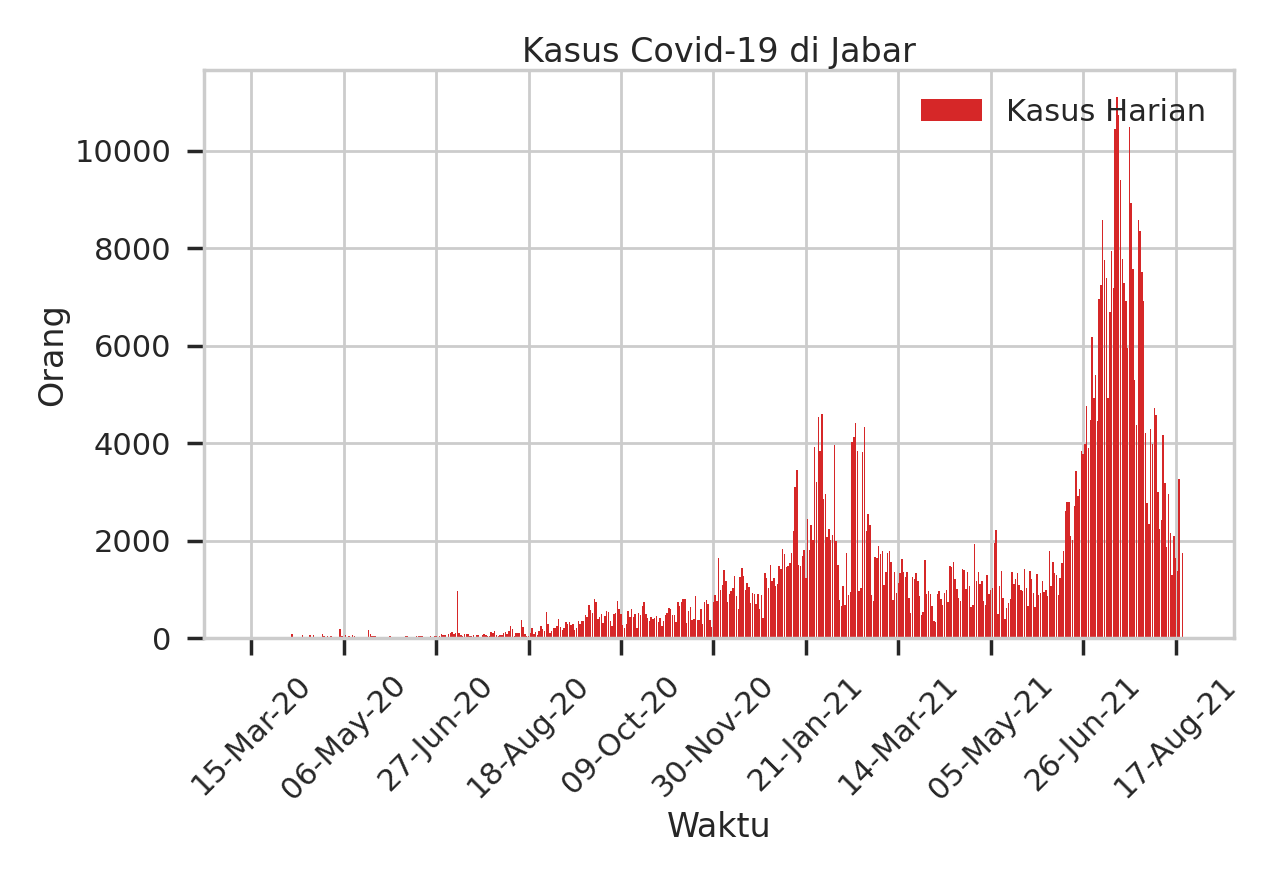 Kasus Covid-19 di Jabar
Kasus Harian
Orang
10000
8000
6000
4000
2000
0
15-Mar-20
06-May-20
27-Jun-20
18-Aug-20
09-Oct-20
30-Nov-20
21-Jan-21
14-Mar-21
05-May-21
26-Jun-21
17-Aug-21
Waktu